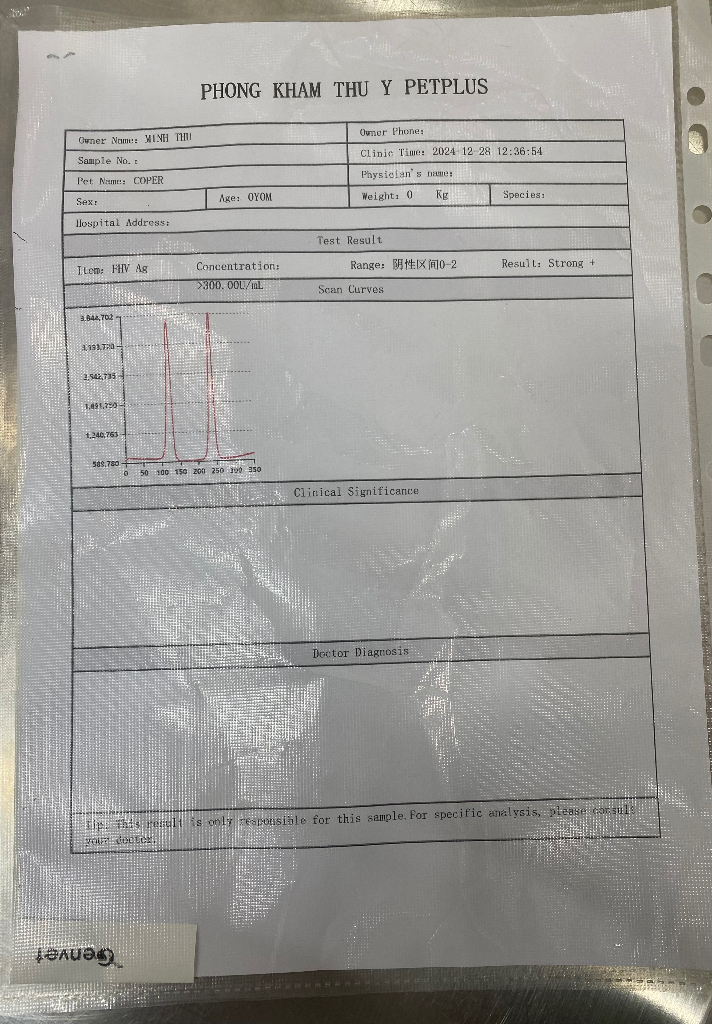 PHONG KHAM THU Y PETPLUS
Owner Name: MINH THU
Owner Phone:
Sample No.:
Clinic Time: 2024-12-28 12:36:54
Pet Name: COPER
Physician's name:
Sex:
Age: 0Y0M
Weight: 0 Kg
Species:
Hospital Address:
Test Result
Item: FHV Ag
Concentration: >300.00U/mL
Range: 阴性区间0-2
Result: Strong +
Scan Curves
3,844,702
3,193,720
2,542,735
1,891,750
1,240,765
589,780
0 50 100 150 200 250 300 350
Clinical Significance
Doctor Diagnosis
Tip: This result is only responsible for this sample. For specific analysis, please consult
your doctor.
Genvet